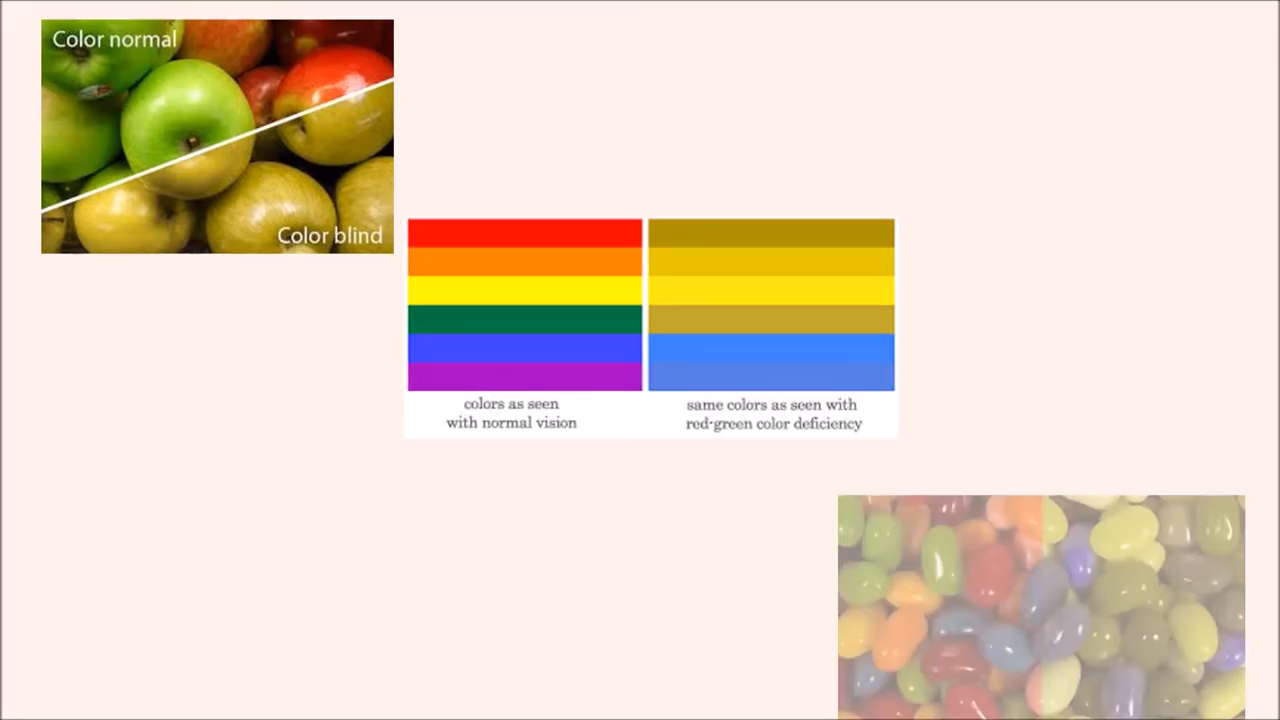 Color normal
Color blind
colors as seen
with normal vision
same colors as seen with
red-green color deficiency